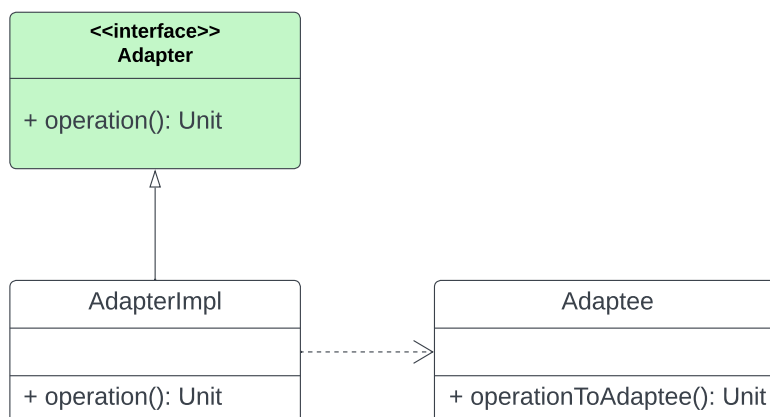 <<interface>>
Adapter
+ operation(): Unit
AdapterImpl
+ operation(): Unit
Adaptee
+ operationToAdaptee(): Unit